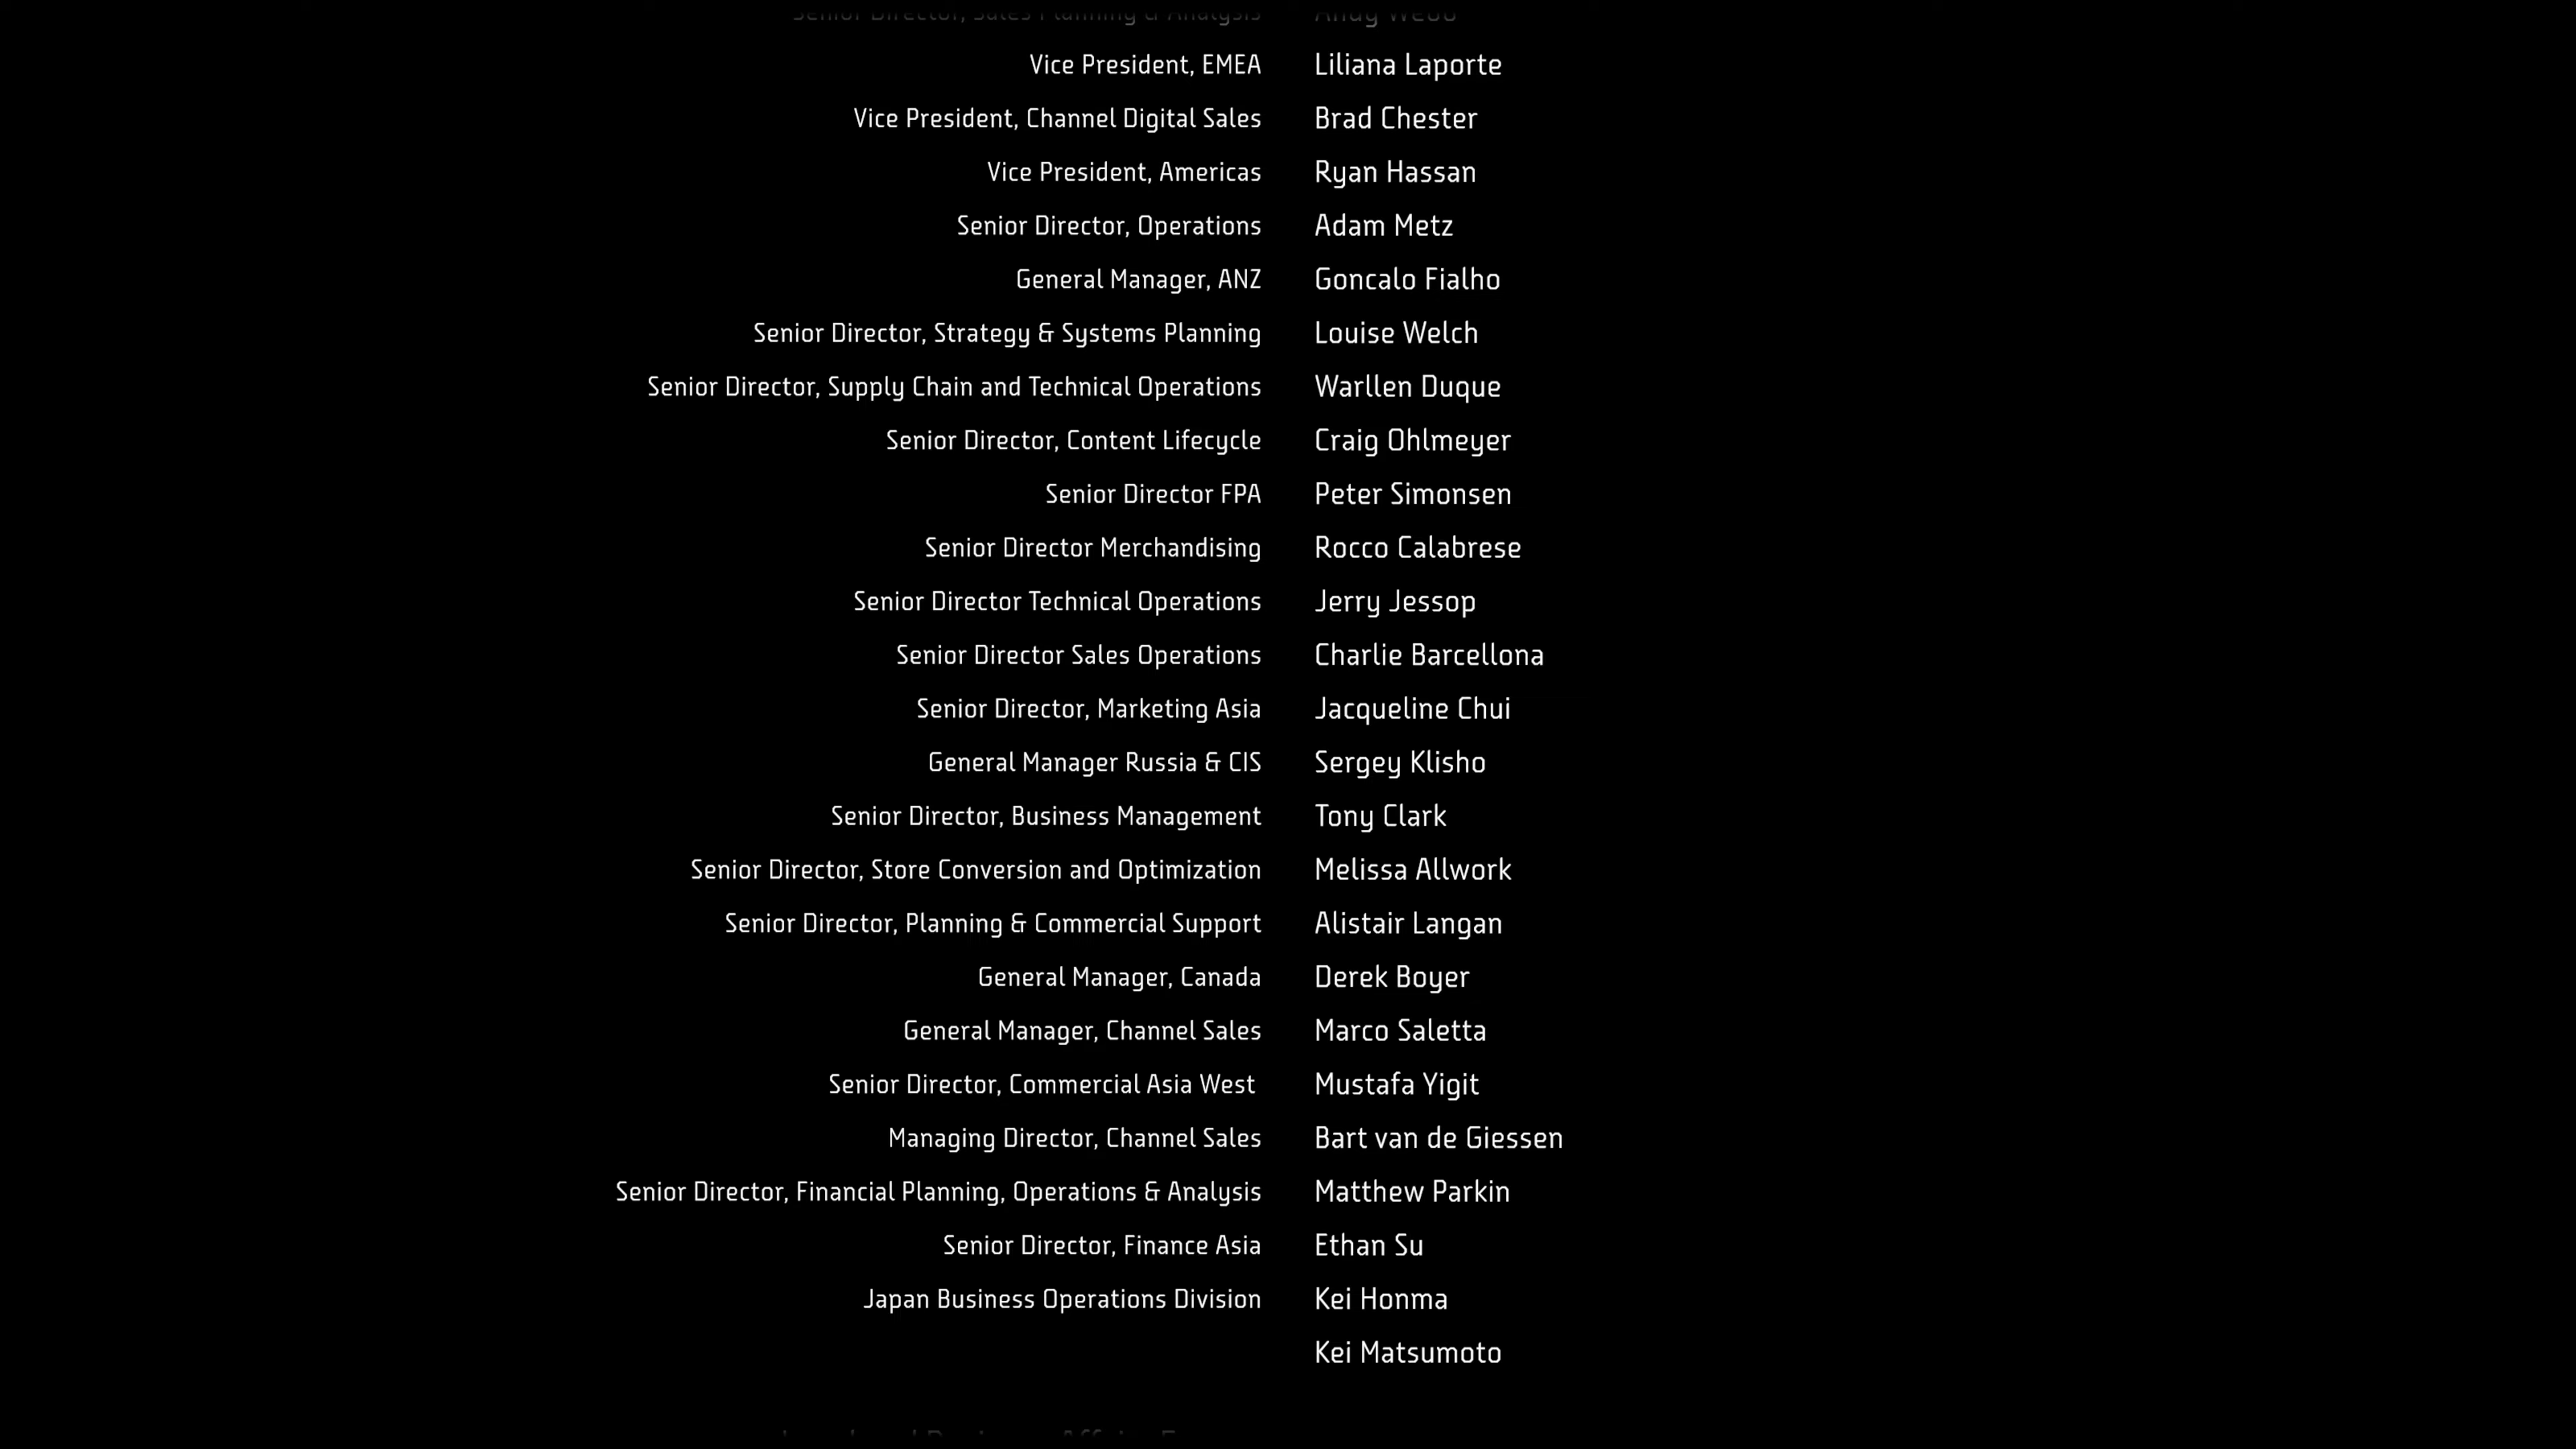 Senior Director, Sales Planning & Analysis Andy Webb
Vice President, EMEA Liliana Laporte
Vice President, Channel Digital Sales Brad Chester
Vice President, Americas Ryan Hassan
Senior Director, Operations Adam Metz
General Manager, ANZ Goncalo Fialho
Senior Director, Strategy & Systems Planning Louise Welch
Senior Director, Supply Chain and Technical Operations Warllen Duque
Senior Director, Content Lifecycle Craig Ohlmeyer
Senior Director FPA Peter Simonsen
Senior Director Merchandising Rocco Calabrese
Senior Director Technical Operations Jerry Jessop
Senior Director Sales Operations Charlie Barcellona
Senior Director, Marketing Asia Jacqueline Chui
General Manager Russia & CIS Sergey Klisho
Senior Director, Business Management Tony Clark
Senior Director, Store Conversion and Optimization Melissa Allwork
Senior Director, Planning & Commercial Support Alistair Langan
General Manager, Canada Derek Boyer
General Manager, Channel Sales Marco Saletta
Senior Director, Commercial Asia West Mustafa Yigit
Managing Director, Channel Sales Bart van de Giessen
Senior Director, Financial Planning, Operations & Analysis Matthew Parkin
Senior Director, Finance Asia Ethan Su
Japan Business Operations Division Kei Honma
Kei Matsumoto